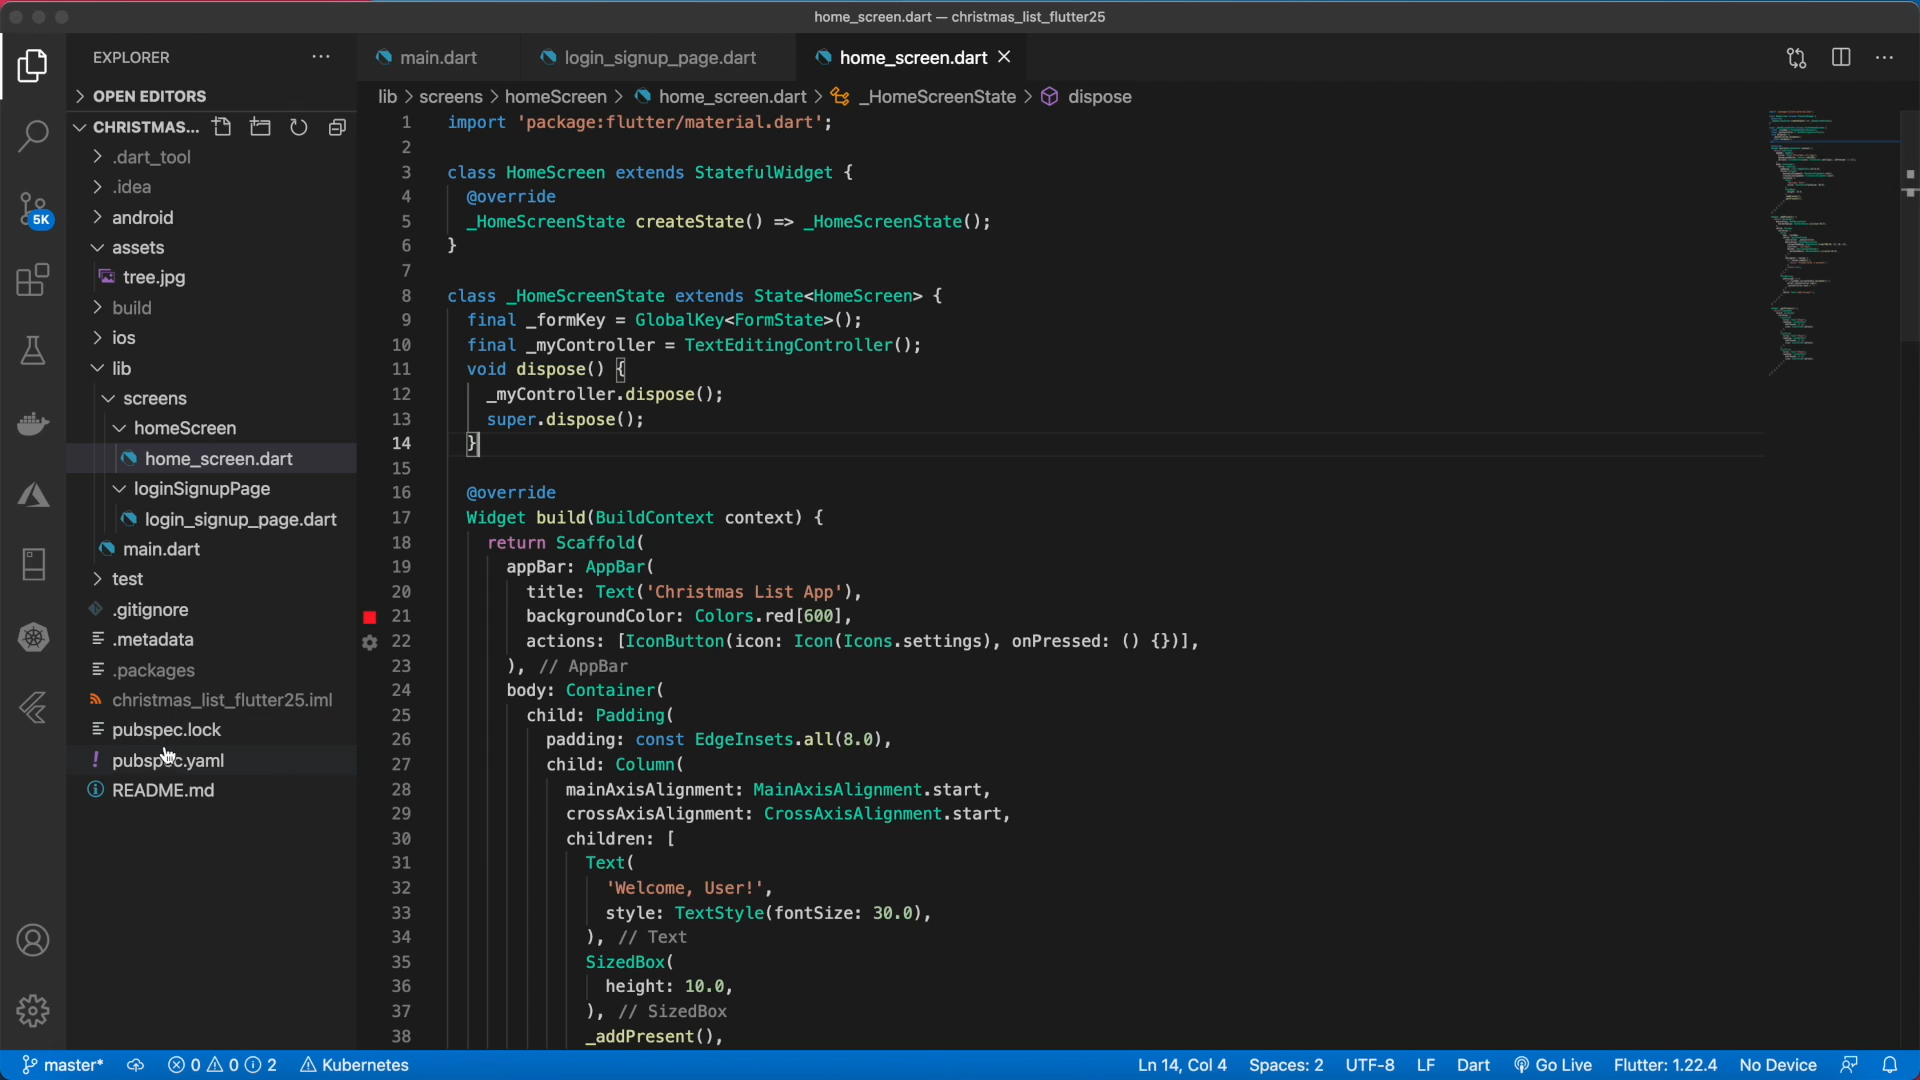 home_screen.dart — christmas_list_flutter25
EXPLORER
main.dart
login_signup_page.dart
home_screen.dart
OPEN EDITORS
lib > screens > homeScreen > home_screen.dart > _HomeScreenState > dispose
CHRISTMAS...
.dart_tool
.idea
android
assets
tree.jpg
build
ios
lib
screens
homeScreen
home_screen.dart
loginSignupPage
login_signup_page.dart
main.dart
test
.gitignore
.metadata
.packages
christmas_list_flutter25.iml
pubspec.lock
pubspec.yaml
README.md
5K
1 import 'package:flutter/material.dart';
2
3 class HomeScreen extends StatefulWidget {
4   @override
5   _HomeScreenState createState() => _HomeScreenState();
6 }
7
8 class _HomeScreenState extends State<HomeScreen> {
9   final _formKey = GlobalKey<FormState>();
10   final _myController = TextEditingController();
11   void dispose() {
12     _myController.dispose();
13     super.dispose();
14   }
15
16   @override
17   Widget build(BuildContext context) {
18     return Scaffold(
19       appBar: AppBar(
20         title: Text('Christmas List App'),
21         backgroundColor: Colors.red[600],
22         actions: [IconButton(icon: Icon(Icons.settings), onPressed: () {})],
23       ), // AppBar
24       body: Container(
25         child: Padding(
26           padding: const EdgeInsets.all(8.0),
27           child: Column(
28             mainAxisAlignment: MainAxisAlignment.start,
29             crossAxisAlignment: CrossAxisAlignment.start,
30             children: [
31               Text(
32                 'Welcome, User!',
33                 style: TextStyle(fontSize: 30.0),
34               ), // Text
35               SizedBox(
36                 height: 10.0,
37               ), // SizedBox
38               _addPresent(),
master* 0 0 2 Kubernetes Ln 14, Col 4 Spaces: 2 UTF-8 LF Dart Go Live Flutter: 1.22.4 No Device